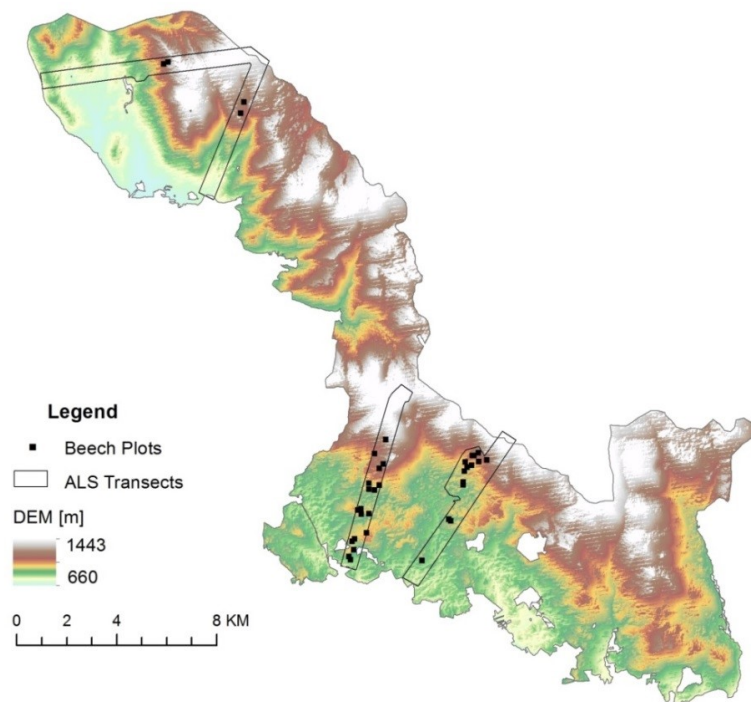 Legend
Beech Plots
ALS Transects
DEM [m]
1443
660
0 2 4 8 KM